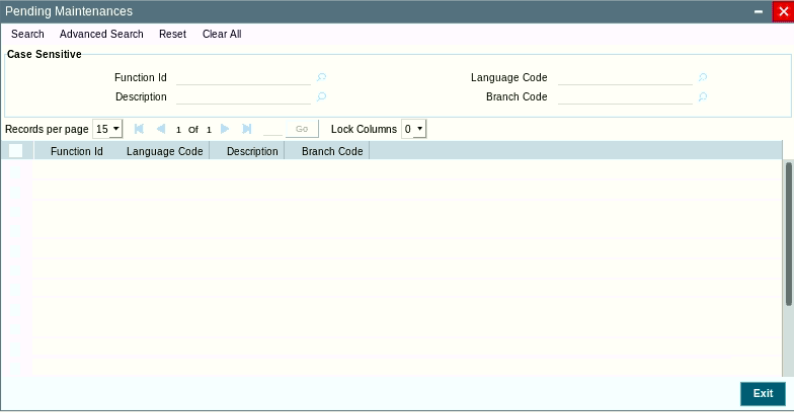 Pending Maintenances
Search Advanced Search Reset Clear All
Case Sensitive
Function Id Language Code
Description Branch Code
Records per page 15 1 Of 1 Go Lock Columns 0
Function Id Language Code Description Branch Code
Exit